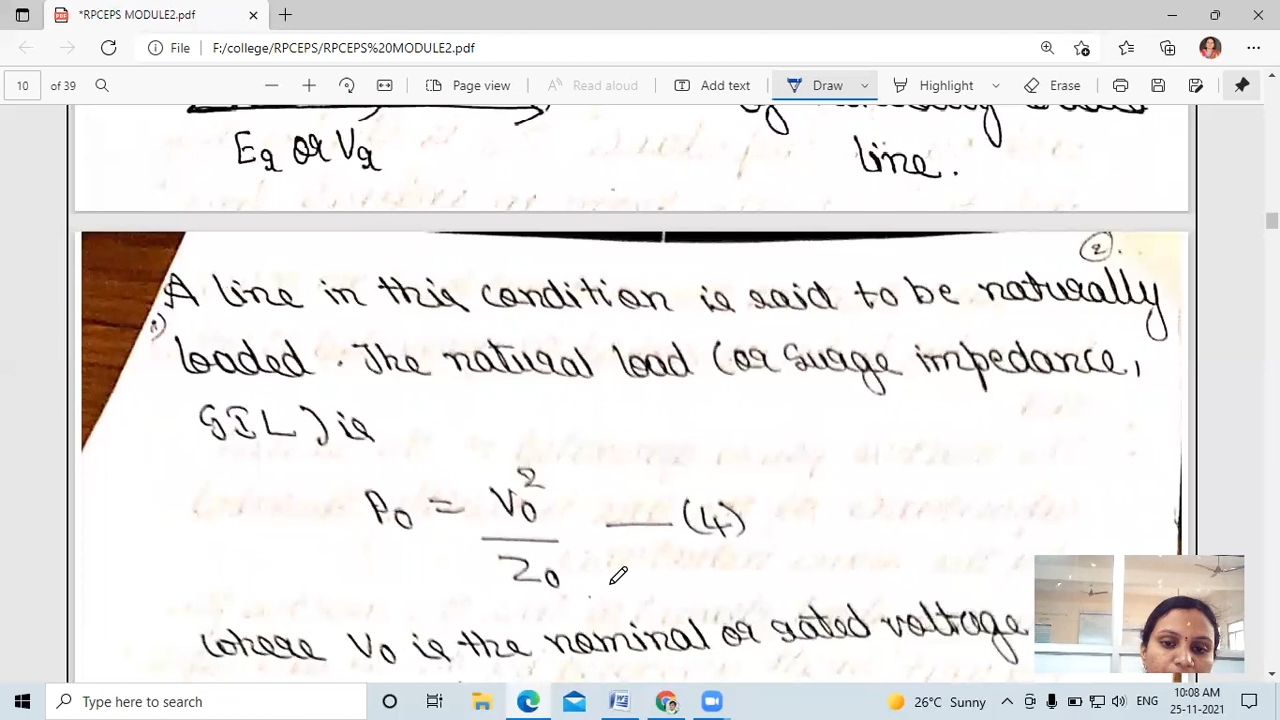 *RPCEPS MODULE2.pdf
File
F:/college/RPCEPS/RPCEPS%20MODULE2.pdf
10 of 39
Page view
Read aloud
Add text
Draw
Highlight
Erase
Er or Vr
line.
2.
A line in this condition is said to be naturally
loaded. The natural load (or surge impedance,
SIL) is
P0 = V0² / Z0 —(4)
where V0 is the nominal or rated voltage
Type here to search
26°C Sunny
10:08 AM
25-11-2021